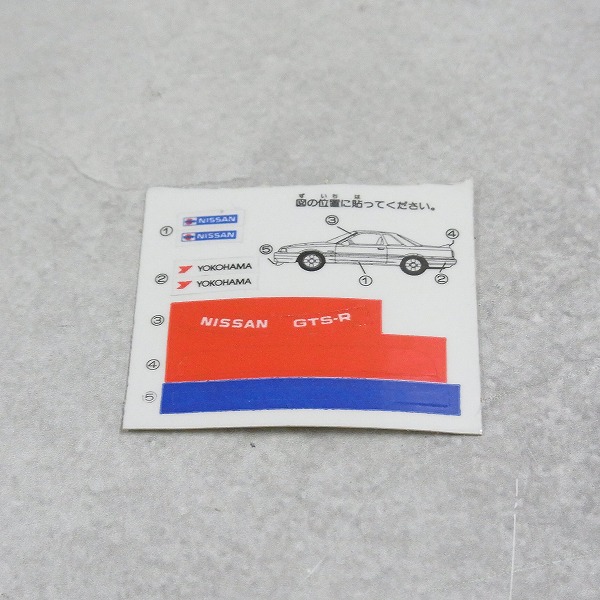 ず いち は
図の位置に貼ってください。
① NISSAN
NISSAN
② YOKOHAMA
YOKOHAMA
③ NISSAN GTS-R
④
⑤
③
④
⑤
①
②